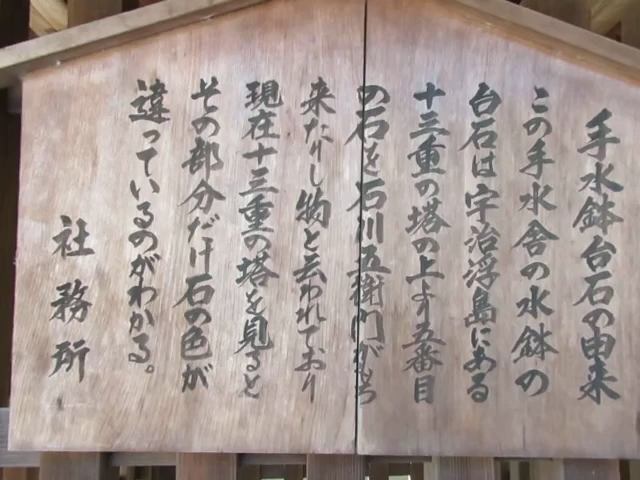 手水鉢台石の由来
この手水舎の水鉢の
台石は宇治浮島にある
十三重の塔の上より五番目
の石を石川五衛門がもち
来たりし物と云われており
現在十三重の塔を見ると
その部分だけ石の色が
違っているのがわかる。
社務所